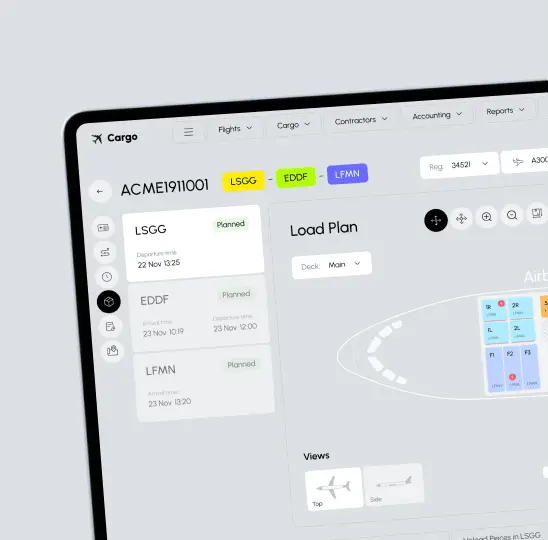 Cargo
Flights
Cargo
Contractors
Accounting
Reports
ACME1911001
LSGG - EDDF - LFMN
Reg: 34521
A300
LSGG
Planned
Departure time
22 Nov 13:25
EDDF
Planned
Arrival time
23 Nov 10:19
Departure time
23 Nov 12:00
LFMN
Planned
Arrival time
23 Nov 13:20
Load Plan
Deck: Main
Airb
1R
2R
1L
2L
F1
F2
F3
Views
Top
Side
Unload Pieces in LSGG